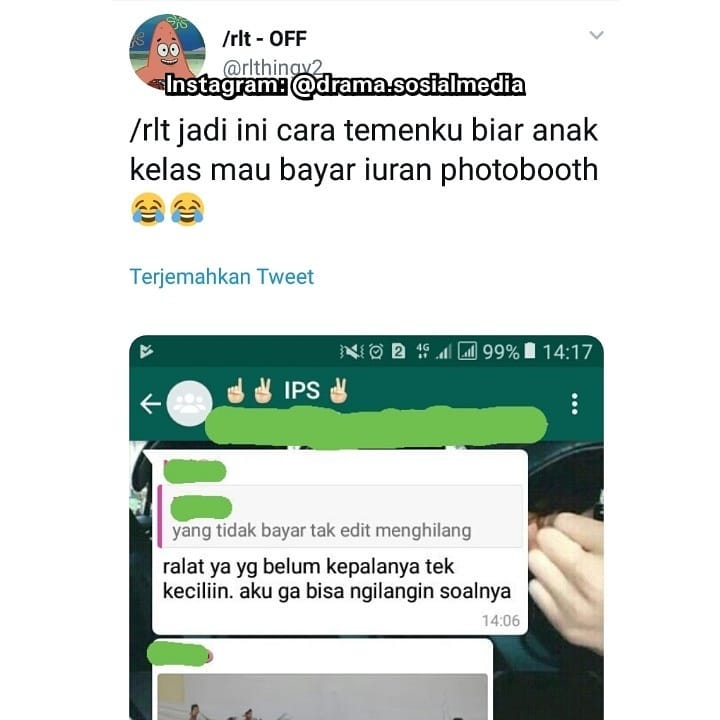 /rlt - OFF
@rlthingy2
Instagram: @drama.sosialmedia
/rlt jadi ini cara temenku biar anak
kelas mau bayar iuran photobooth
😂😂
Terjemahkan Tweet
2 4G 99% 14:17
☝🏻✌🏻 IPS ✌🏻
yang tidak bayar tak edit menghilang
ralat ya yg belum kepalanya tek
keciliin. aku ga bisa ngilangin soalnya
14:06